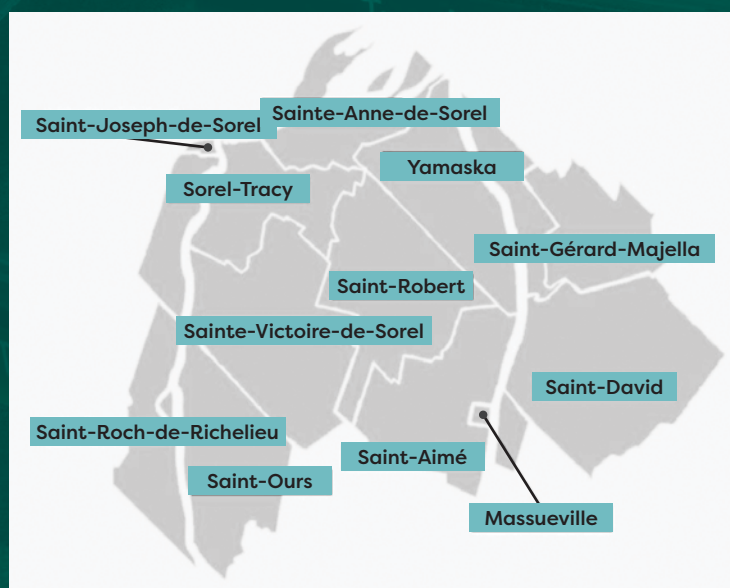 Sainte-Anne-de-Sorel
Saint-Joseph-de-Sorel
Yamaska
Sorel-Tracy
Saint-Gérard-Majella
Saint-Robert
Sainte-Victoire-de-Sorel
Saint-David
Saint-Roch-de-Richelieu
Saint-Aimé
Saint-Ours
Massueville